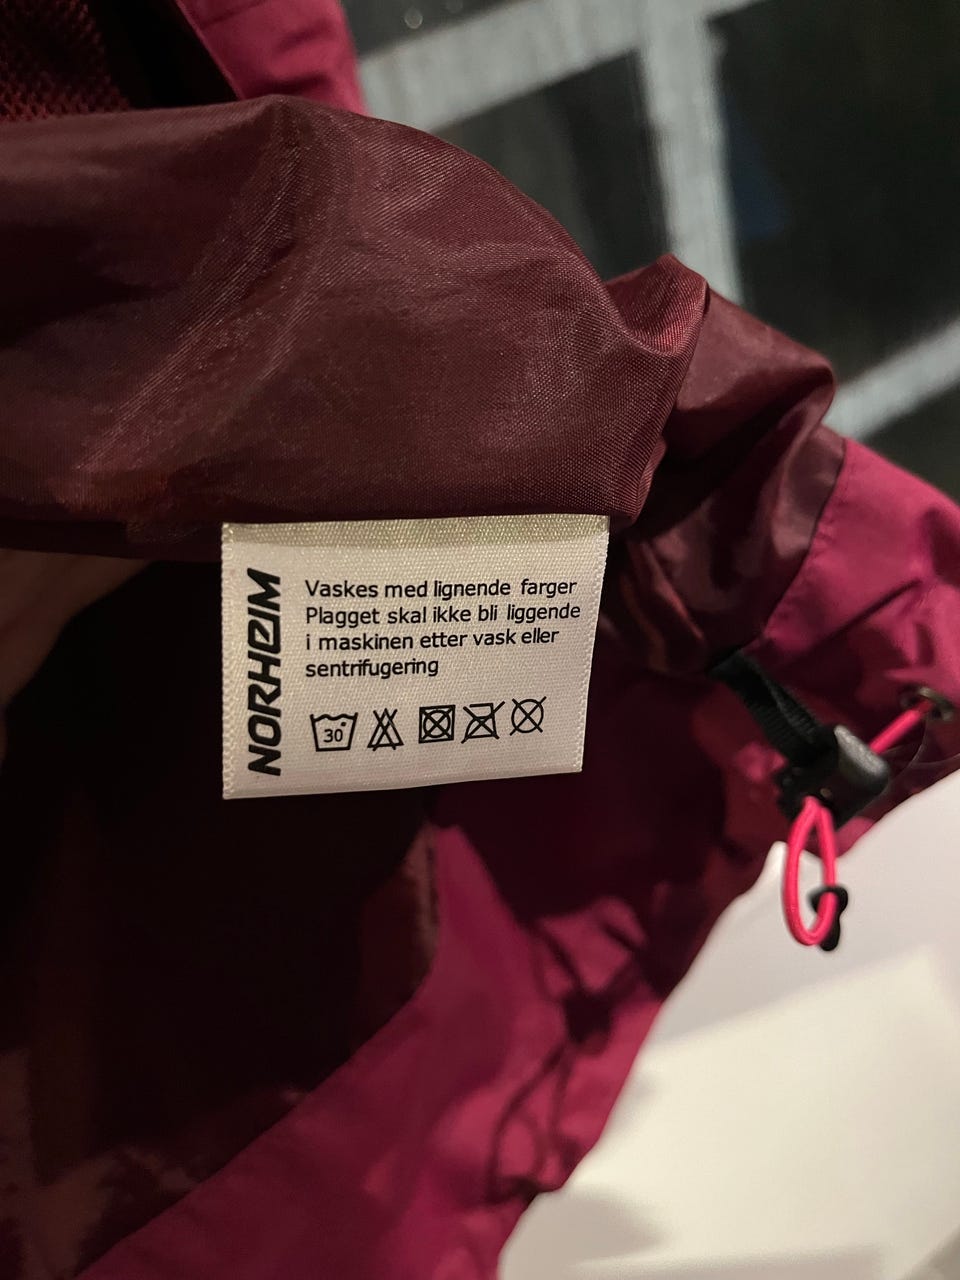 NORHEIM
Vaskes med lignende farger
Plagget skal ikke bli liggende
i maskinen etter vask eller
sentrifugering
30